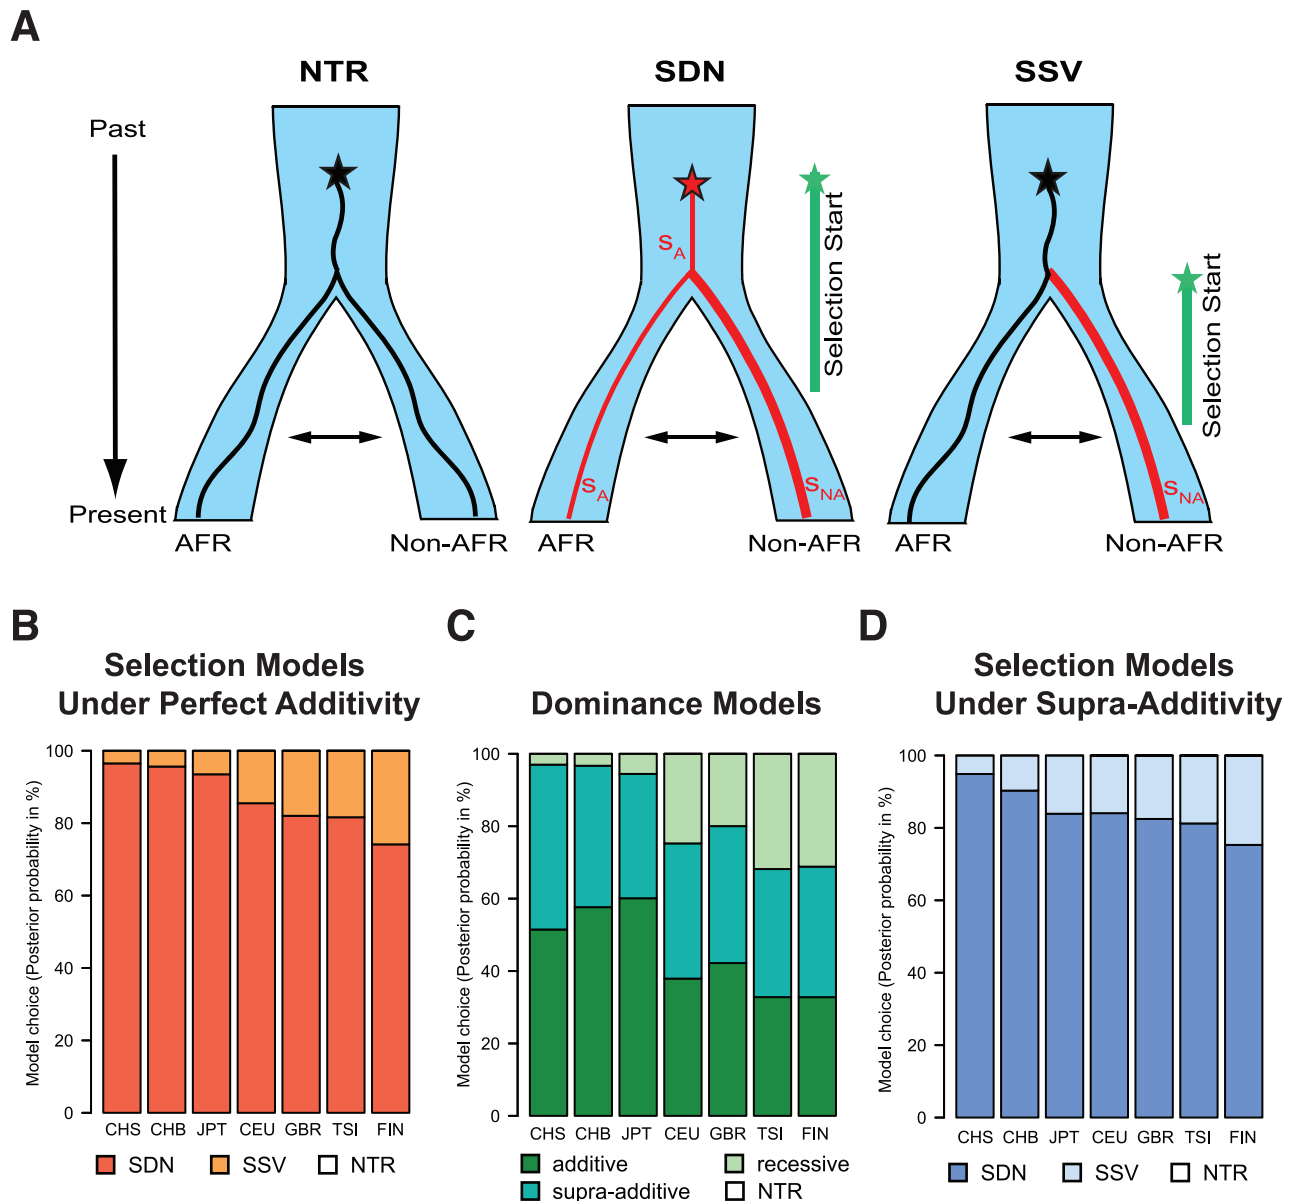 A
NTR
SDN
SSV
Past
Present
AFR
Non-AFR
S_A
S_A
S_NA
Selection Start
AFR
Non-AFR
S_NA
Selection Start
AFR
Non-AFR
B
Selection Models
Under Perfect Additivity
Model choice (Posterior probability in %)
100
80
60
40
20
0
CHS CHB JPT CEU GBR TSI FIN
SDN SSV NTR
C
Dominance Models
Model choice (Posterior probability in %)
100
80
60
40
20
0
CHS CHB JPT CEU GBR TSI FIN
additive recessive
supra-additive NTR
D
Selection Models
Under Supra-Additivity
Model choice (Posterior probability in %)
100
80
60
40
20
0
CHS CHB JPT CEU GBR TSI FIN
SDN SSV NTR